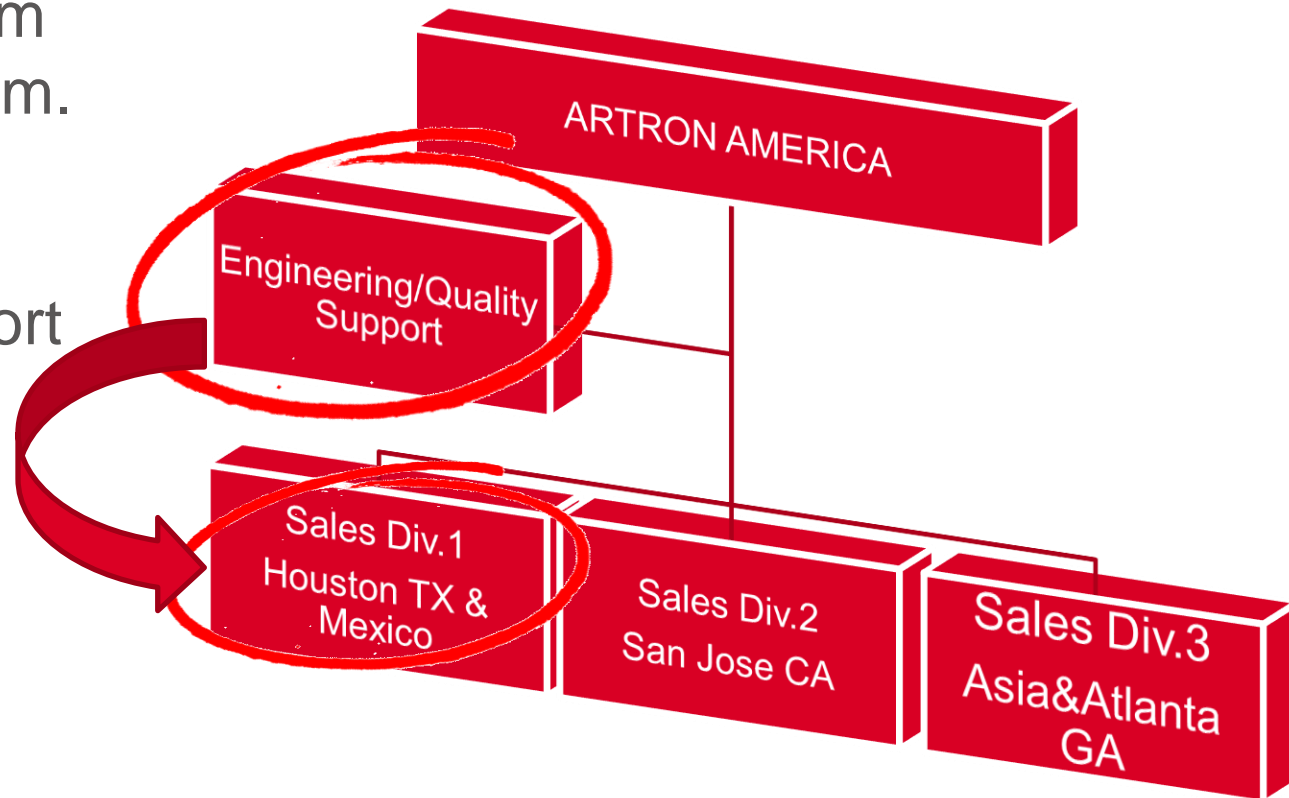 m
m.
ort
ARTRON AMERICA
Engineering/Quality
Support
Sales Div.1
Houston TX &
Mexico
Sales Div.2
San Jose CA
Sales Div.3
Asia&Atlanta
GA